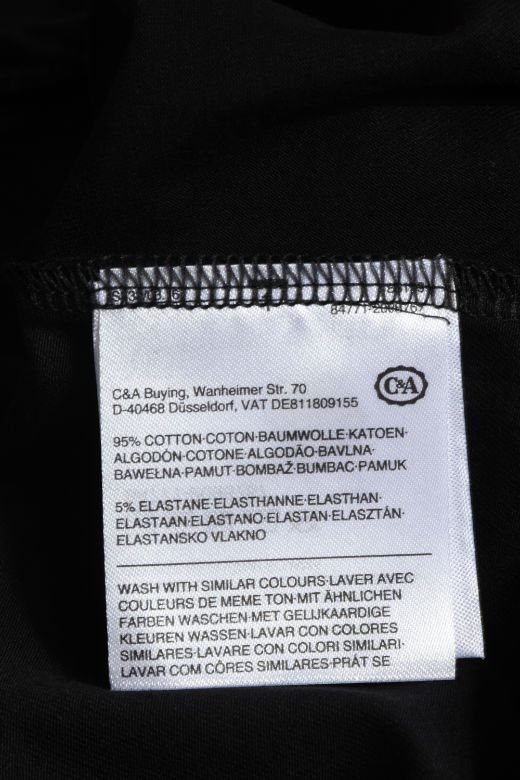 C&A
C&A Buying, Wanheimer Str. 70
D-40468 Düsseldorf, VAT DE811809155
95% COTTON·COTON·BAUMWOLLE·KATOEN·
ALGODÓN·COTONE·ALGODÃO·BAVLNA·
BAWEŁNA·PAMUT·BOMBAŽ·BUMBAC·PAMUK
5% ELASTANE·ELASTHANNE·ELASTHAN·
ELASTAAN·ELASTANO·ELASTAN·ELASZTÁN·
ELASTANSKO VLAKNO
WASH WITH SIMILAR COLOURS·LAVER AVEC
COULEURS DE MEME TON·MIT ÄHNLICHEN
FARBEN WASCHEN·MET GELIJKAARDIGE
KLEUREN WASSEN·LAVAR CON COLORES
SIMILARES·LAVARE CON COLORI SIMILARI·
LAVAR COM CÔRES SIMILARES·PRÁT SE